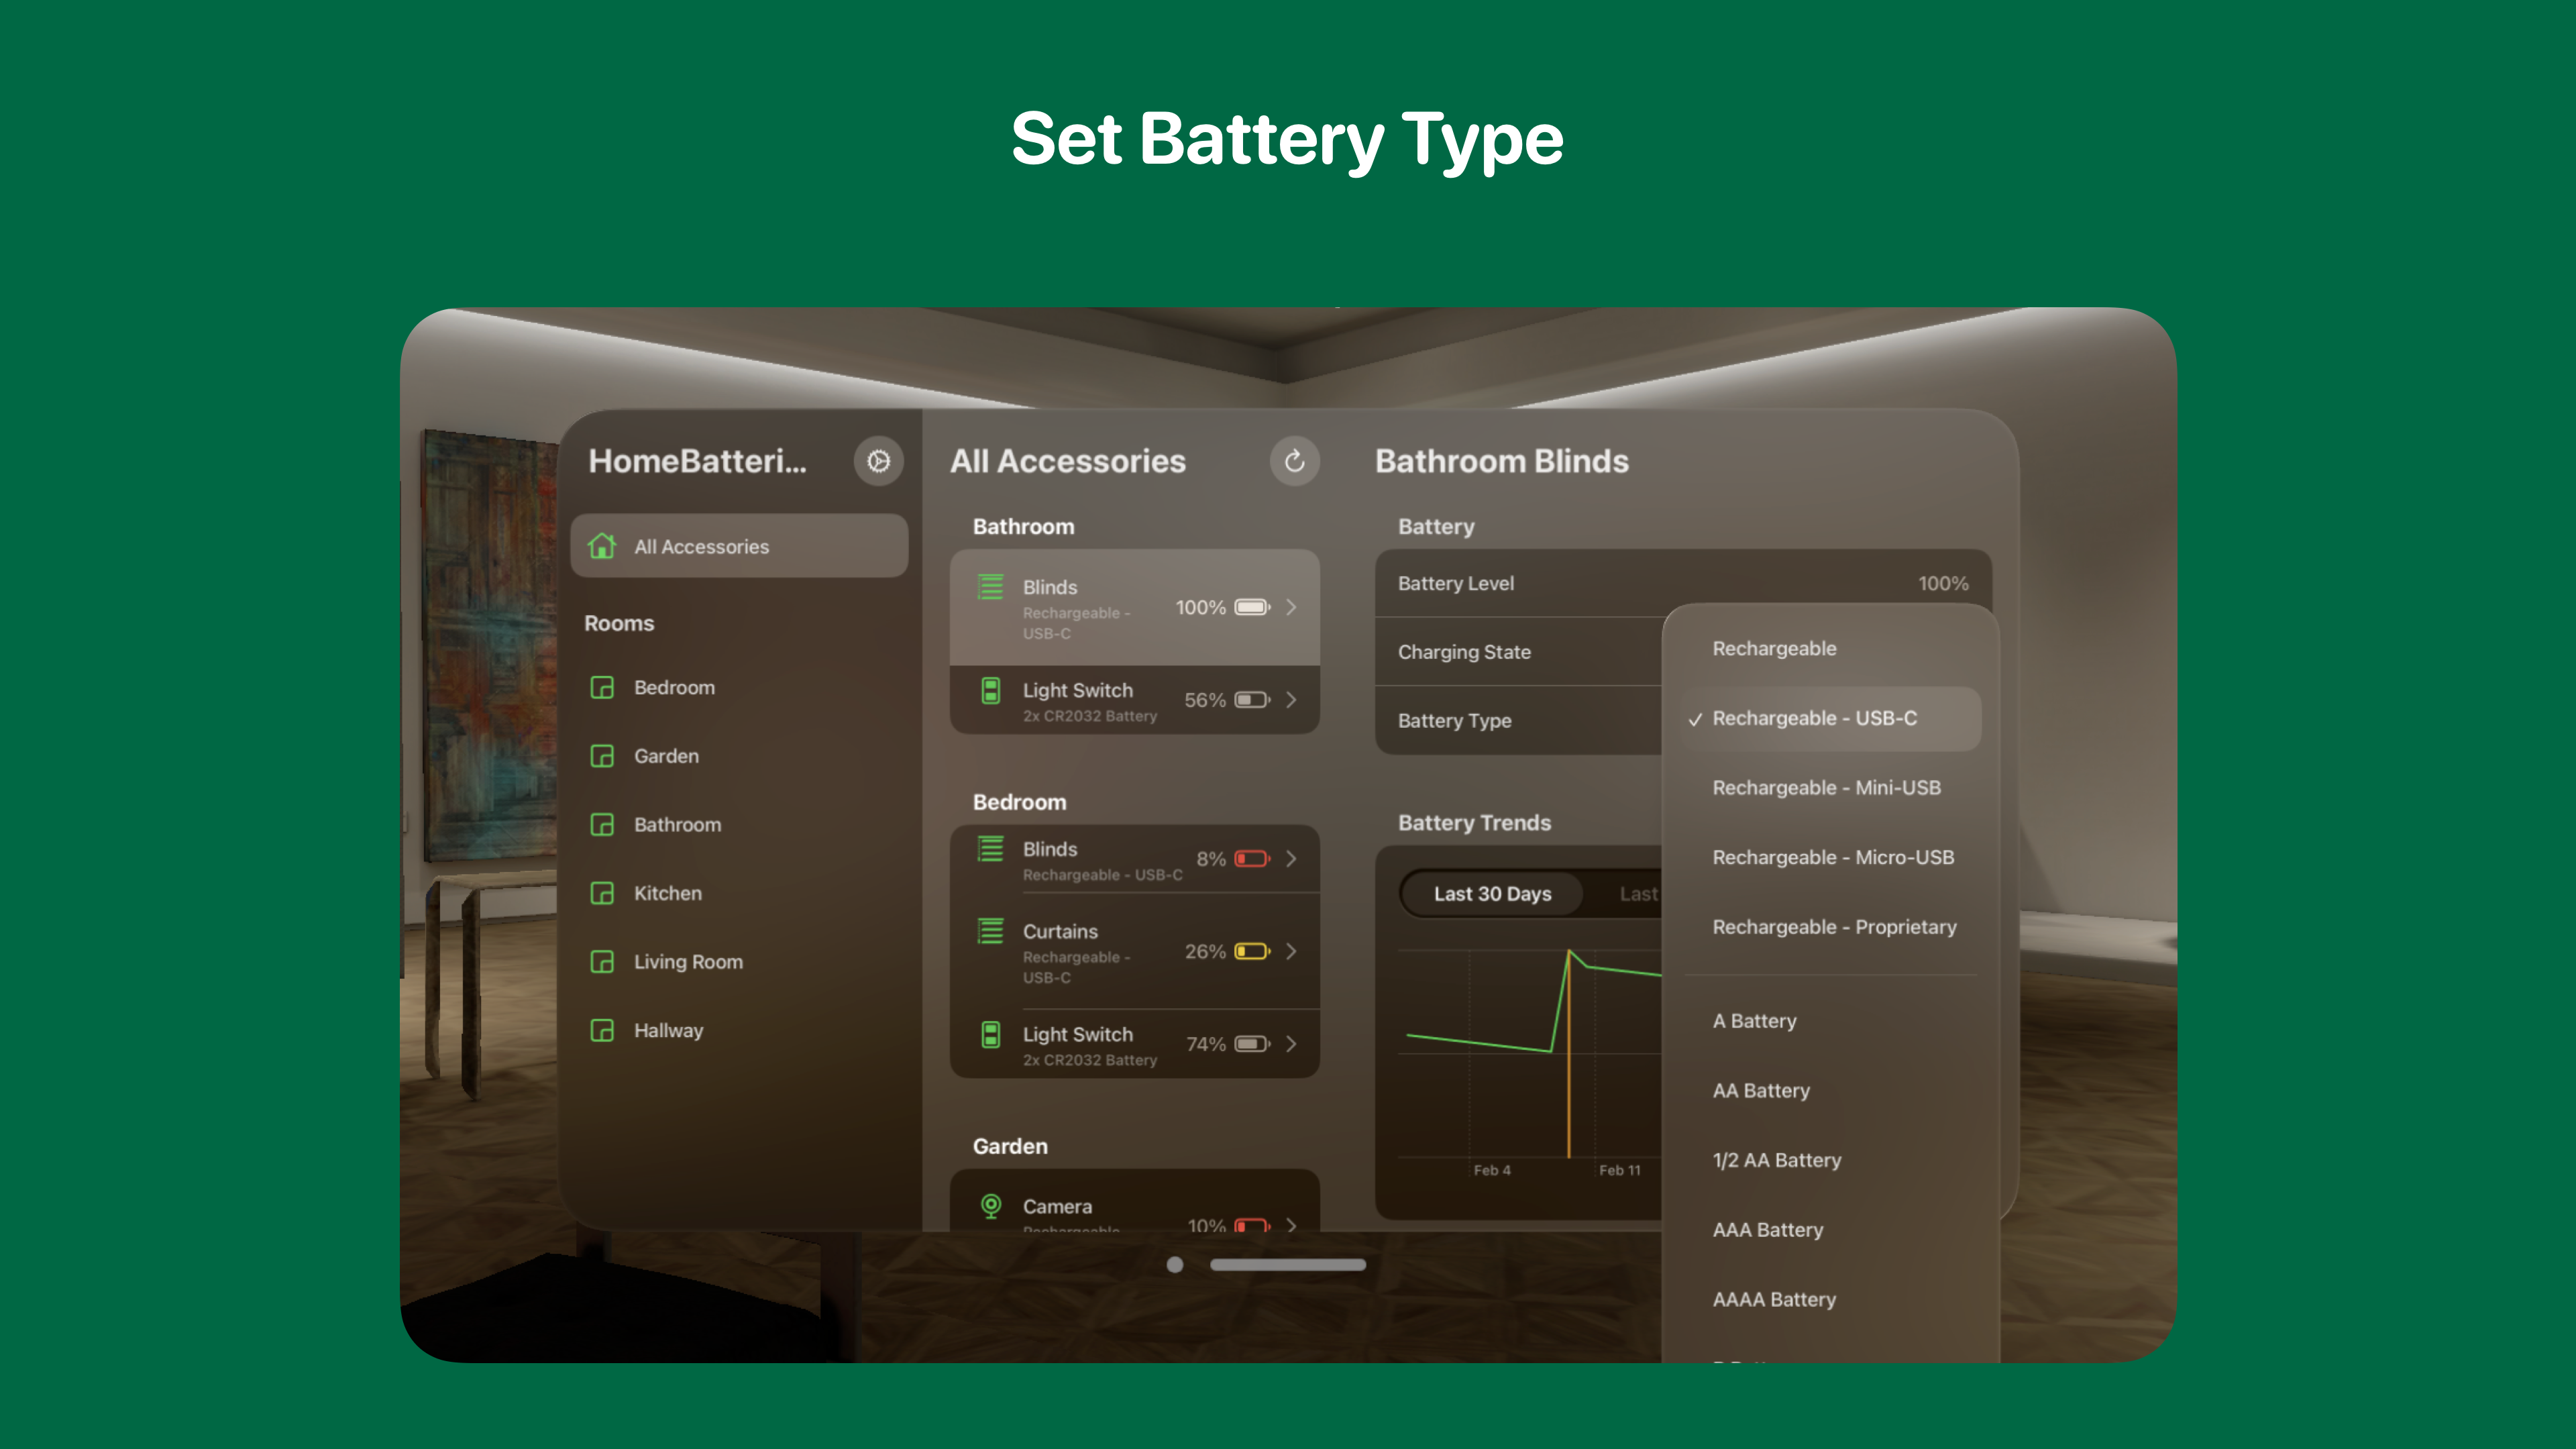 Set Battery Type
HomeBatteri...
All Accessories
Rooms
Bedroom
Garden
Bathroom
Kitchen
Living Room
Hallway
All Accessories
Bathroom
Blinds
Rechargeable -
USB-C
100%
Light Switch
2x CR2032 Battery
56%
Bedroom
Blinds
Rechargeable - USB-C
8%
Curtains
Rechargeable -
USB-C
26%
Light Switch
2x CR2032 Battery
74%
Garden
Camera
10%
Bathroom Blinds
Battery
Battery Level
100%
Charging State
Battery Type
Battery Trends
Last 30 Days
Last
Feb 4
Feb 11
Rechargeable
Rechargeable - USB-C
Rechargeable - Mini-USB
Rechargeable - Micro-USB
Rechargeable - Proprietary
A Battery
AA Battery
1/2 AA Battery
AAA Battery
AAAA Battery